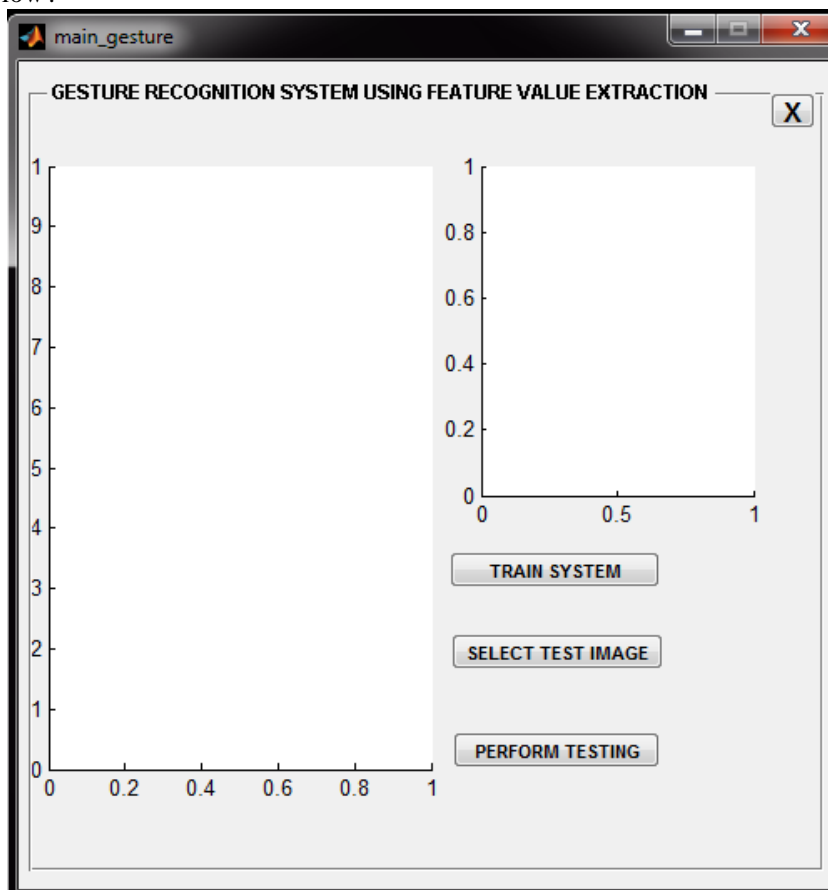 main_gesture
GESTURE RECOGNITION SYSTEM USING FEATURE VALUE EXTRACTION
X
1
9
8
7
6
5
4
3
2
1
0
0 0.2 0.4 0.6 0.8 1
1
0.8
0.6
0.4
0.2
0
0 0.5 1
TRAIN SYSTEM
SELECT TEST IMAGE
PERFORM TESTING